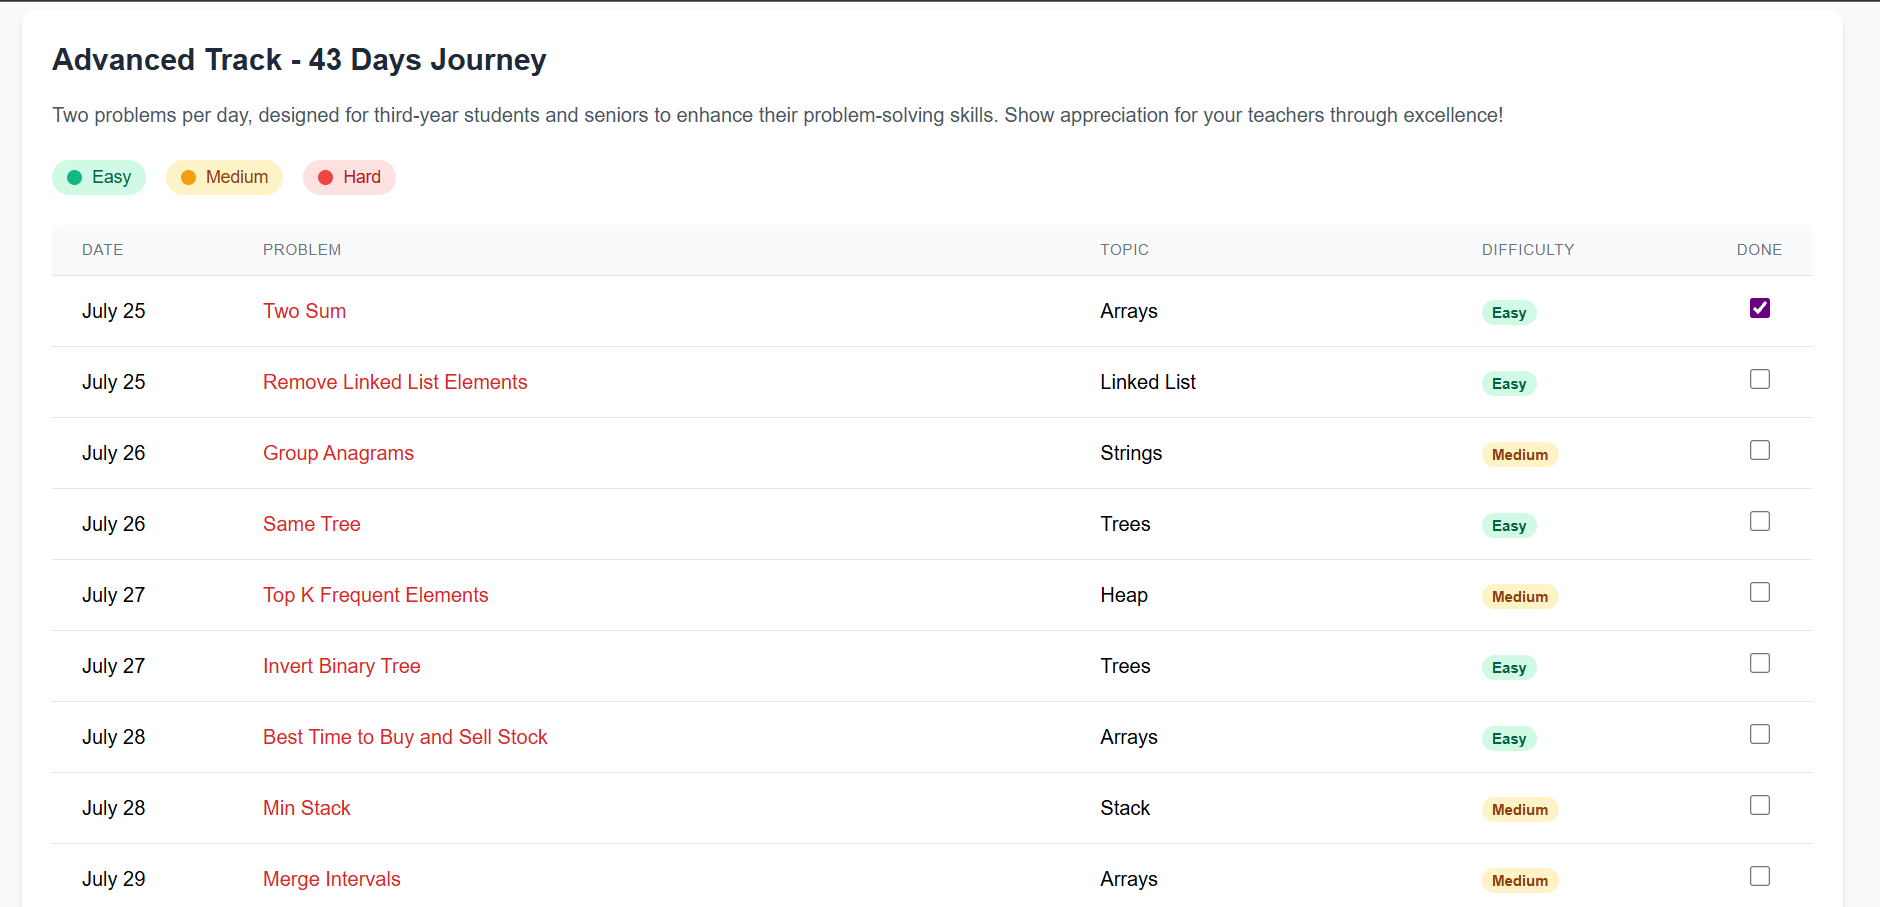 Advanced Track - 43 Days Journey
Two problems per day, designed for third-year students and seniors to enhance their problem-solving skills. Show appreciation for your teachers through excellence!
Easy Medium Hard
DATE PROBLEM TOPIC DIFFICULTY DONE
July 25 Two Sum Arrays Easy
July 25 Remove Linked List Elements Linked List Easy
July 26 Group Anagrams Strings Medium
July 26 Same Tree Trees Easy
July 27 Top K Frequent Elements Heap Medium
July 27 Invert Binary Tree Trees Easy
July 28 Best Time to Buy and Sell Stock Arrays Easy
July 28 Min Stack Stack Medium
July 29 Merge Intervals Arrays Medium